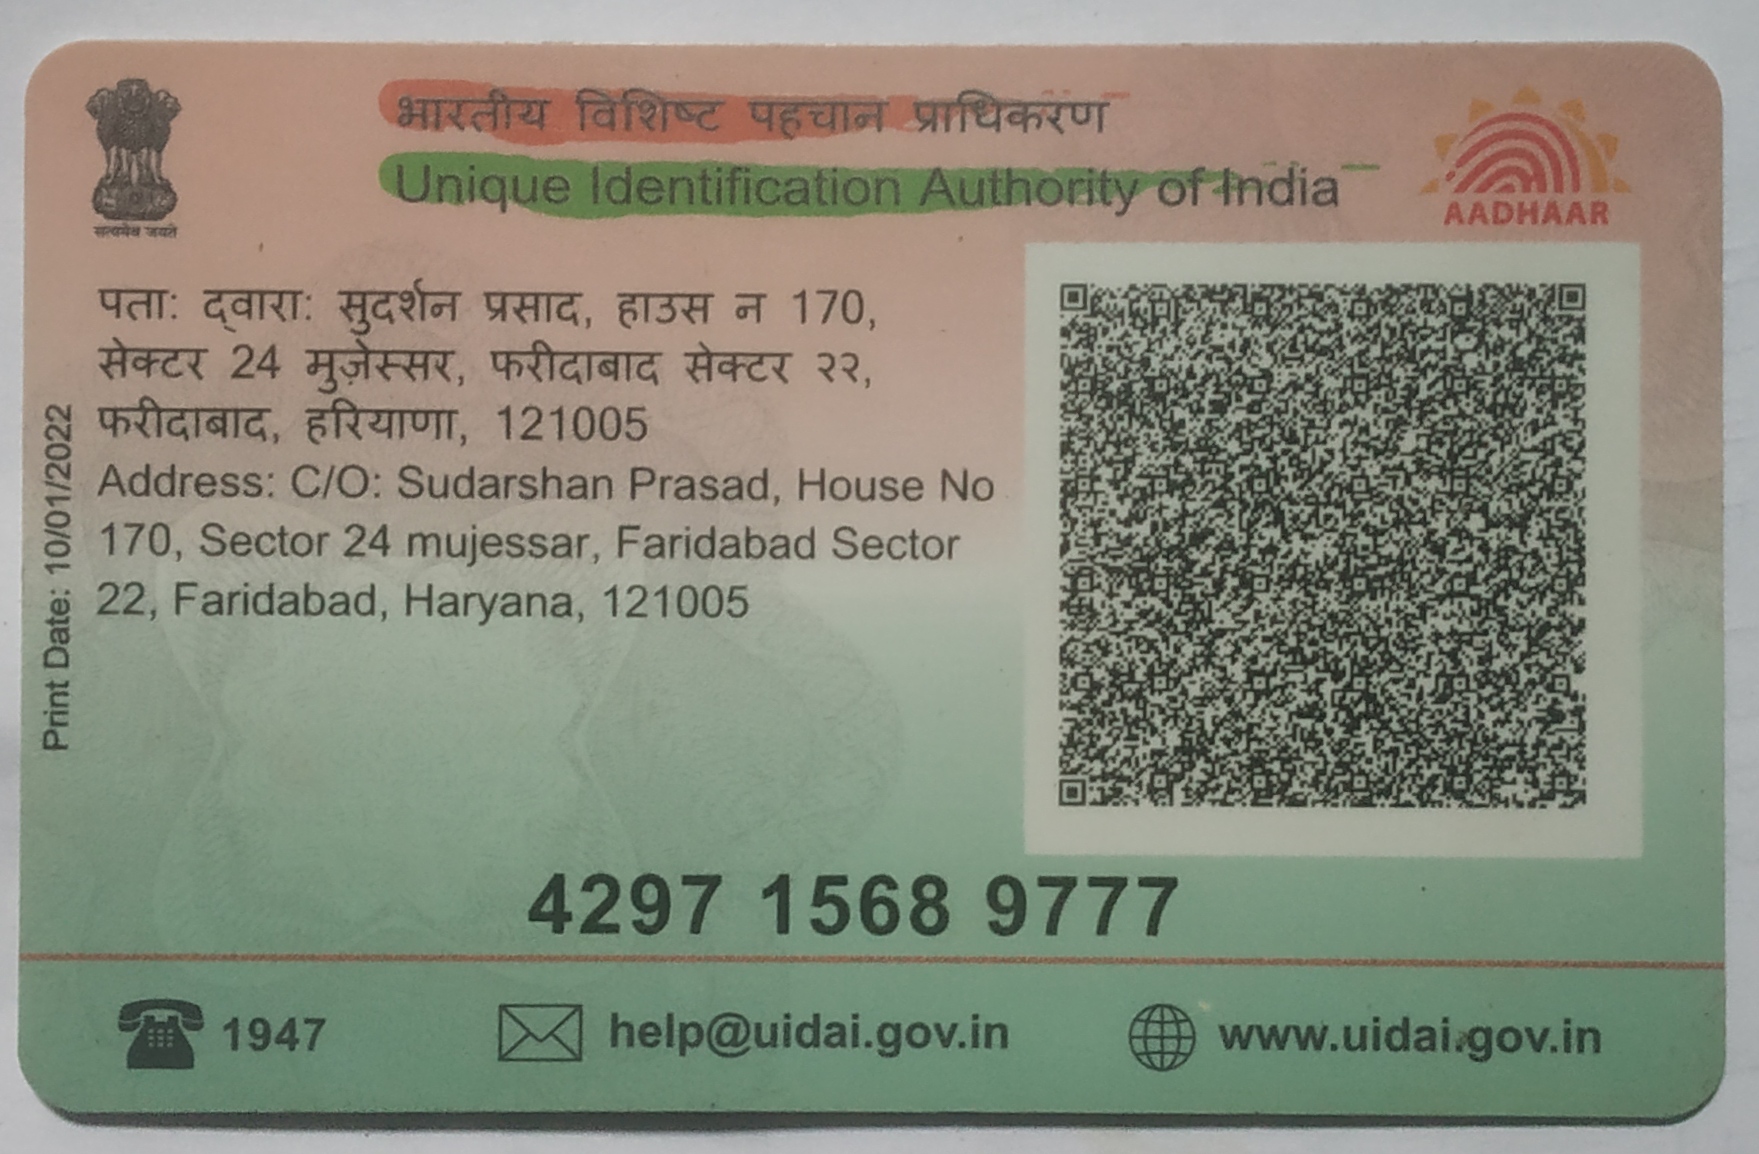 भारतीय विशिष्ट पहचान प्राधिकरण
Unique Identification Authority of India
सत्यमेव जयते
AADHAAR
पता: द्वारा: सुदर्शन प्रसाद, हाउस न 170,
सेक्टर 24 मुज़ेस्सर, फरीदाबाद सेक्टर २२,
फरीदाबाद, हरियाणा, 121005
Address: C/O: Sudarshan Prasad, House No
170, Sector 24 mujessar, Faridabad Sector
22, Faridabad, Haryana, 121005
Print Date: 10/01/2022
4297 1568 9777
1947
help@uidai.gov.in
www.uidai.gov.in